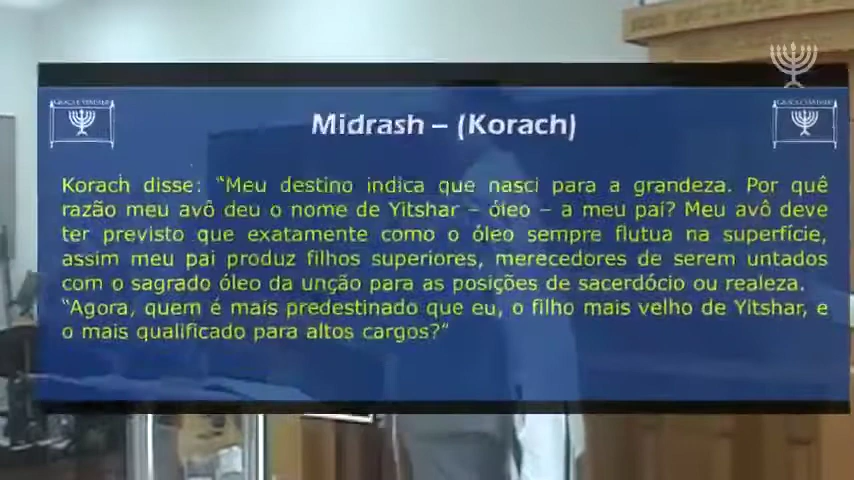 Midrash – (Korach)
Korach disse: “Meu destino indica que nasci para a grandeza. Por quê
razão meu avô deu o nome de Yitshar – óleo – a meu pai? Meu avô deve
ter previsto que exatamente como o óleo sempre flutua na superfície,
assim meu pai produz filhos superiores, merecedores de serem untados
com o sagrado óleo da unção para as posições de sacerdócio ou realeza.
“Agora, quem é mais predestinado que eu, o filho mais velho de Yitshar, e
o mais qualificado para altos cargos?”